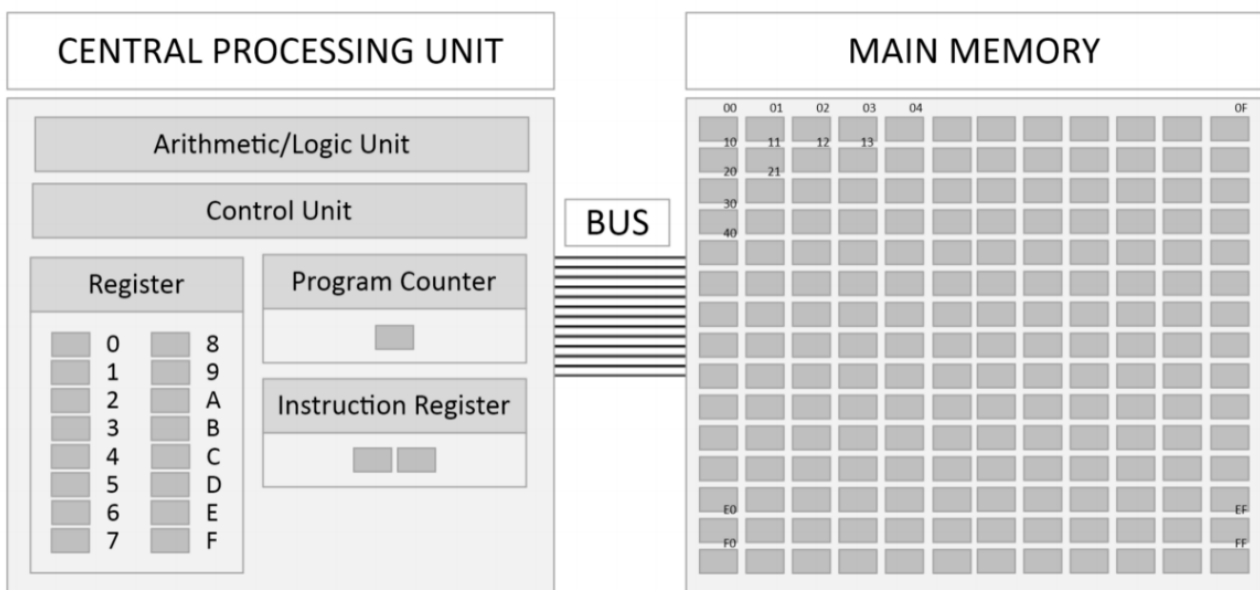 CENTRAL PROCESSING UNIT
Arithmetic/Logic Unit
Control Unit
Register
0 8
1 9
2 A
3 B
4 C
5 D
6 E
7 F
Program Counter
Instruction Register
BUS
MAIN MEMORY
00 01 02 03 04 0F
10 11 12 13
20 21
30
40
E0 EF
F0 FF